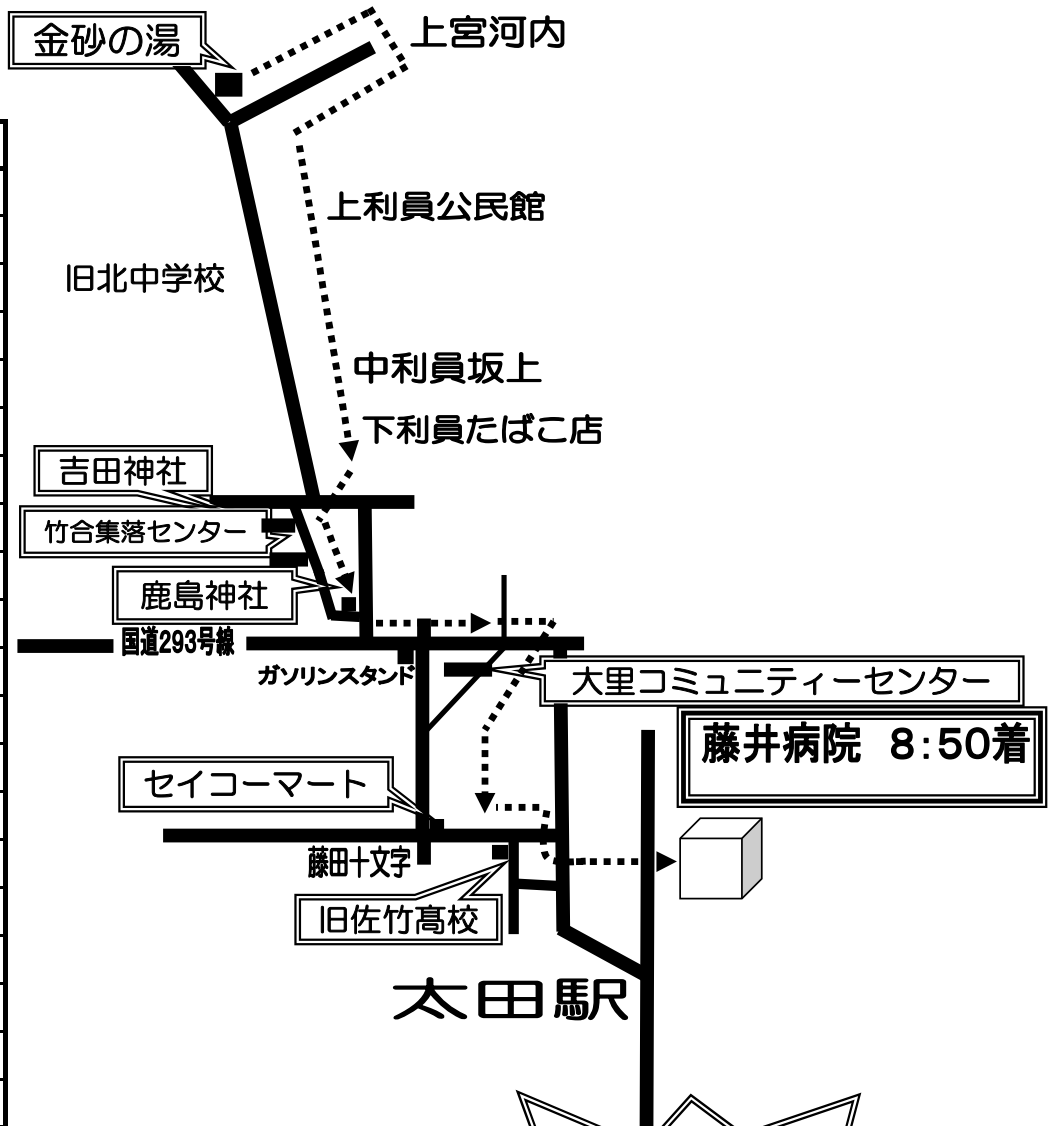 金砂の湯
上宮河内
上利員公民館
旧北中学校
中利員坂上
下利員たばこ店
吉田神社
竹合集落センター
鹿島神社
国道293号線
ガソリンスタンド
大里コミュニティーセンター
藤井病院　8:50着
セイコーマート
藤田十文字
旧佐竹髙校
太田駅